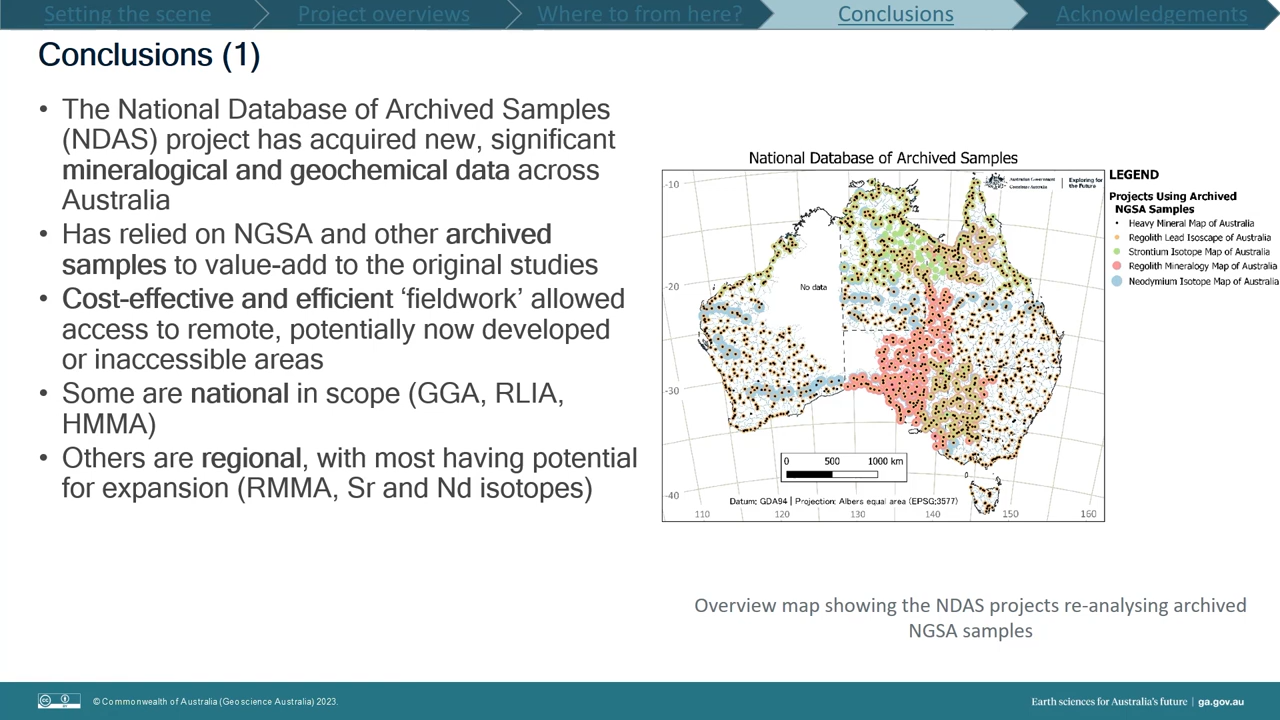 Setting the scene
Project overviews
Where to from here?
Conclusions
Acknowledgements
Conclusions (1)
• The National Database of Archived Samples
(NDAS) project has acquired new, significant
mineralogical and geochemical data across
Australia
• Has relied on NGSA and other archived
samples to value-add to the original studies
• Cost-effective and efficient ‘fieldwork’ allowed
access to remote, potentially now developed
or inaccessible areas
• Some are national in scope (GGA, RLIA,
HMMA)
• Others are regional, with most having potential
for expansion (RMMA, Sr and Nd isotopes)
National Database of Archived Samples
Australian Government
Geoscience Australia
Exploring for
the Future
-10
-20
-30
-40
No data
0 500 1000 km
Datum: GDA94 | Projection: Albers equal area (EPSG:3577)
110 120 130 140 150 160
LEGEND
Projects Using Archived
NGSA Samples
Heavy Mineral Map of Australia
Regolith Lead Isoscape of Australia
Strontium Isotope Map of Australia
Regolith Mineralogy Map of Australia
Neodymium Isotope Map of Australia
Overview map showing the NDAS projects re-analysing archived
NGSA samples
© Commonwealth of Australia (Geoscience Australia) 2023.
Earth sciences for Australia’s future | ga.gov.au